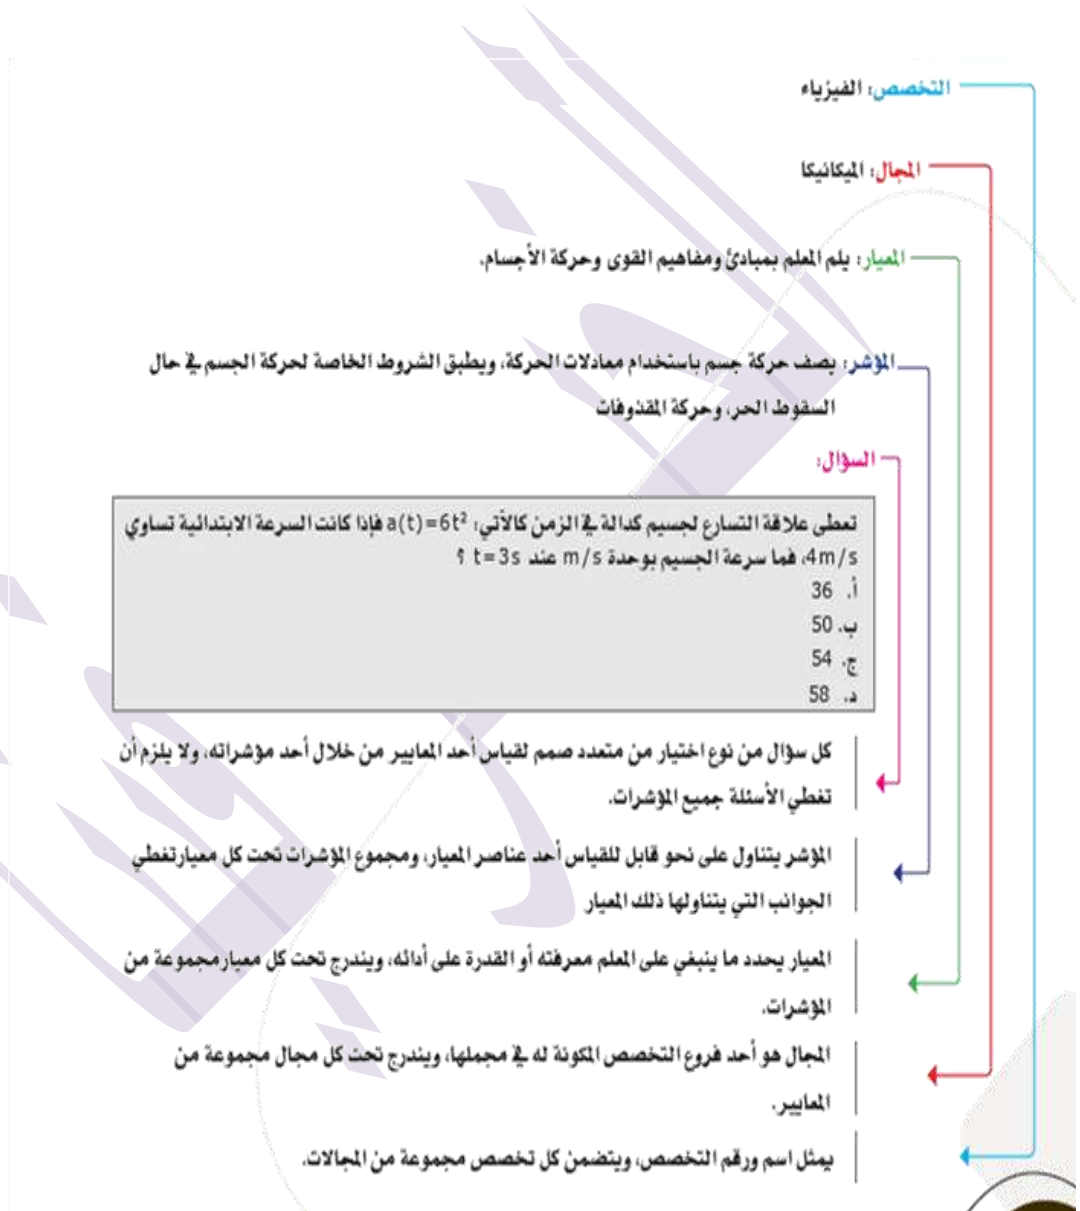 التخصص: الفيزياء
المجال: الميكانيكا
المعيار: يلم المعلم بمبادئ ومفاهيم القوى وحركة الأجسام.
المؤشر: يصف حركة جسم باستخدام معادلات الحركة، ويطبق الشروط الخاصة لحركة الجسم في حال
السقوط الحر، وحركة المقذوفات
السؤال:
تعطى علاقة التسارع لجسيم كدالة في الزمن كالآتي: a(t)=6t² فإذا كانت السرعة الابتدائية تساوي
4m/s، فما سرعة الجسيم بوحدة m/s عند t=3s ؟
أ. 36
ب. 50
ج. 54
د. 58
كل سؤال من نوع اختيار من متعدد صمم لقياس أحد المعايير من خلال أحد مؤشراته، ولا يلزم أن
تغطي الأسئلة جميع المؤشرات.
المؤشر يتناول على نحو قابل للقياس أحد عناصر المعيار، ومجموع المؤشرات تحت كل معيارتغطي
الجوانب التي يتناولها ذلك المعيار
المعيار يحدد ما ينبغي على المعلم معرفته أو القدرة على أدائه، ويندرج تحت كل معيارمجموعة من
المؤشرات.
المجال هو أحد فروع التخصص المكونة له في مجملها، ويندرج تحت كل مجال مجموعة من
المعايير.
يمثل اسم ورقم التخصص، ويتضمن كل تخصص مجموعة من المجالات.